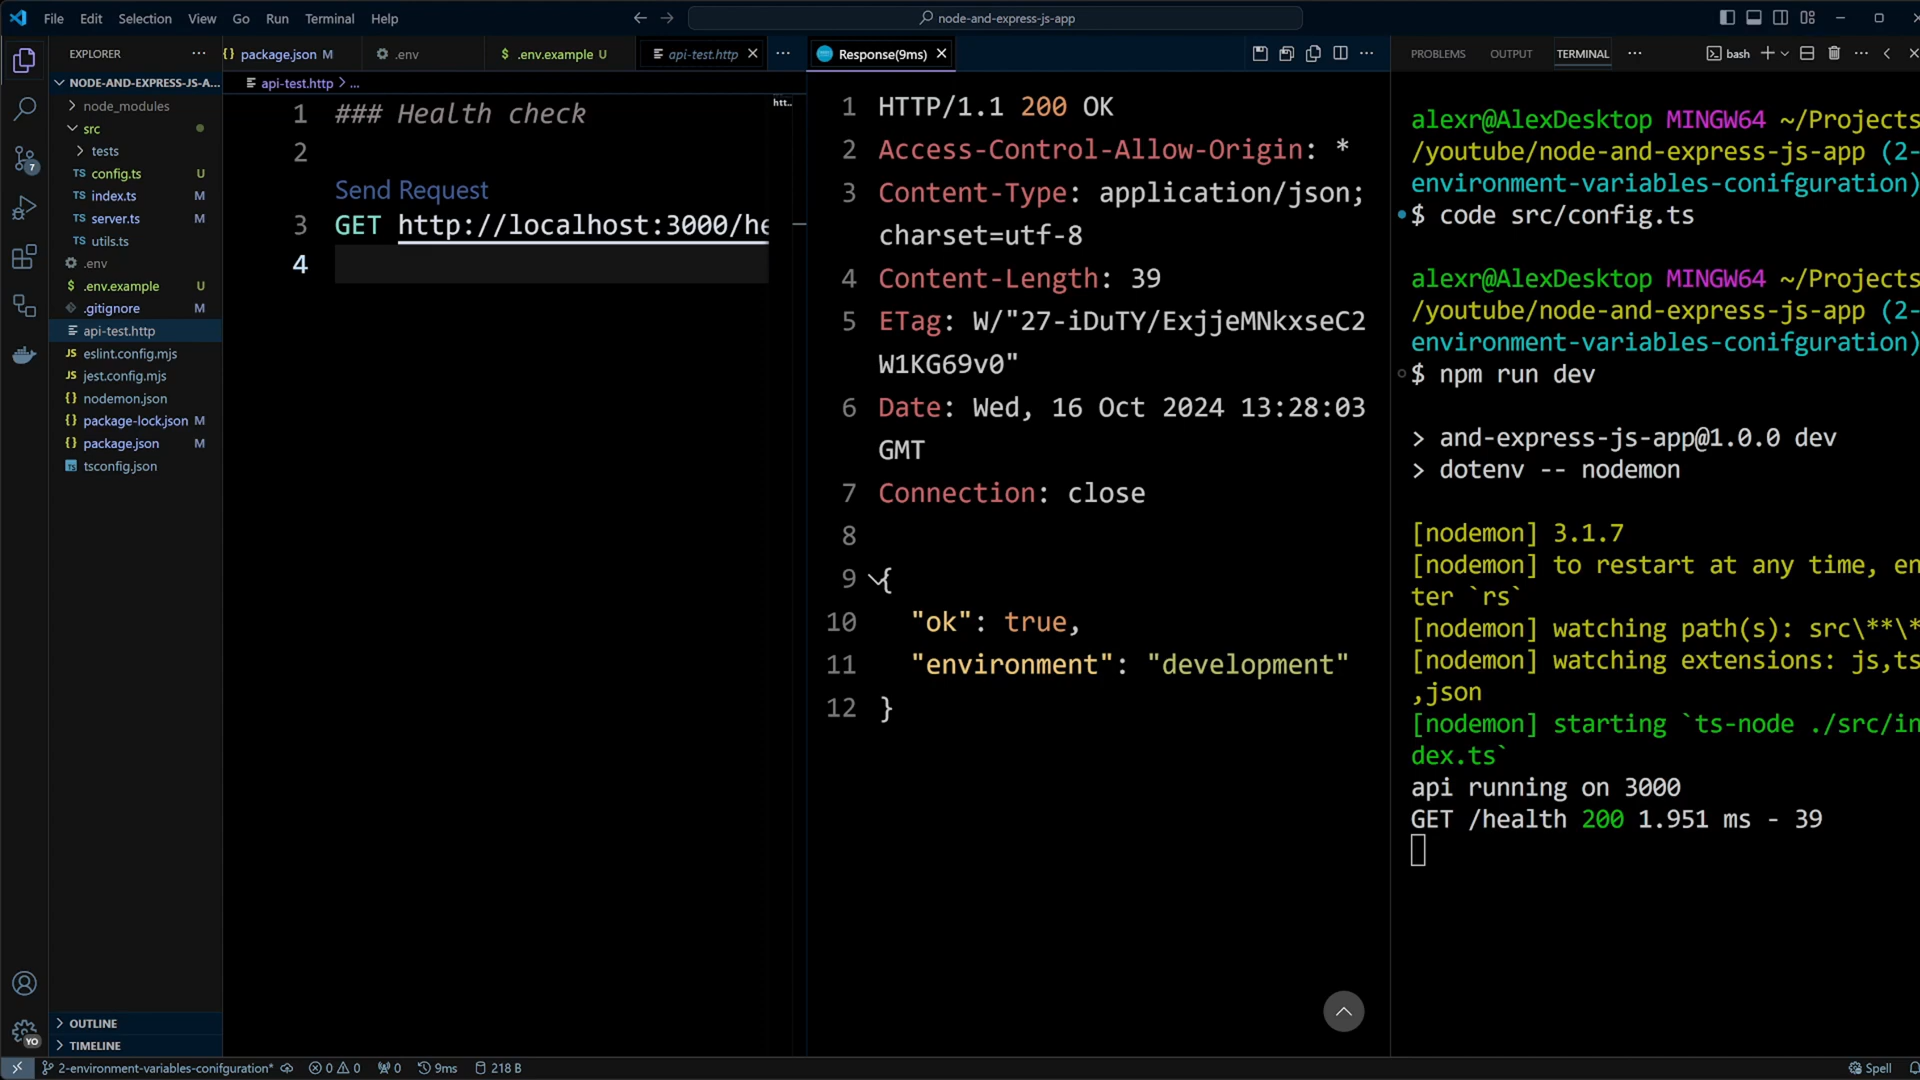 File Edit Selection View Go Run Terminal Help
node-and-express-js-app
EXPLORER
NODE-AND-EXPRESS-JS-A...
node_modules
src
tests
TS config.ts U
TS index.ts M
TS server.ts M
TS utils.ts
.env
$ .env.example U
.gitignore M
api-test.http
JS eslint.config.mjs
JS jest.config.mjs
{} nodemon.json
{} package-lock.json M
{} package.json M
TS tsconfig.json
OUTLINE
TIMELINE
{} package.json M
.env
$ .env.example U
api-test.http
api-test.http > ...
1 ### Health check
2
Send Request
3 GET http://localhost:3000/he
4
htt..
Response(9ms)
1 HTTP/1.1 200 OK
2 Access-Control-Allow-Origin: *
3 Content-Type: application/json;
charset=utf-8
4 Content-Length: 39
5 ETag: W/"27-iDuTY/ExjjeMNkxseC2
W1KG69v0"
6 Date: Wed, 16 Oct 2024 13:28:03
GMT
7 Connection: close
8
9 {
10 "ok": true,
11 "environment": "development"
12 }
PROBLEMS OUTPUT TERMINAL
bash
alexr@AlexDesktop MINGW64 ~/Projects
/youtube/node-and-express-js-app (2-
environment-variables-conifguration)
$ code src/config.ts
alexr@AlexDesktop MINGW64 ~/Projects
/youtube/node-and-express-js-app (2-
environment-variables-conifguration)
$ npm run dev
> and-express-js-app@1.0.0 dev
> dotenv -- nodemon
[nodemon] 3.1.7
[nodemon] to restart at any time, en
ter `rs`
[nodemon] watching path(s): src\**\*
[nodemon] watching extensions: js,ts
,json
[nodemon] starting `ts-node ./src/in
dex.ts`
api running on 3000
GET /health 200 1.951 ms - 39
7
YO
2-environment-variables-conifguration* 0 0 0 9ms 218 B
Spell